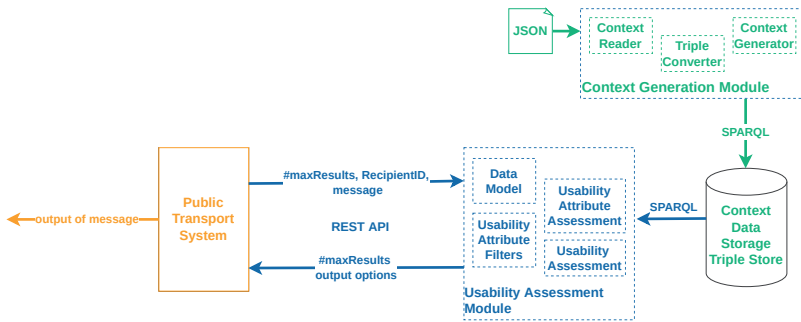 JSON
Context
Reader
Triple
Converter
Context
Generator
Context Generation Module
SPARQL
Public
Transport
System
output of message
#maxResults, RecipientID,
message
REST API
#maxResults
output options
Data
Model
Usability
Attribute
Filters
Usability
Attribute
Assessment
Usability
Assessment
Usability Assessment
Module
SPARQL
Context
Data
Storage
Triple Store